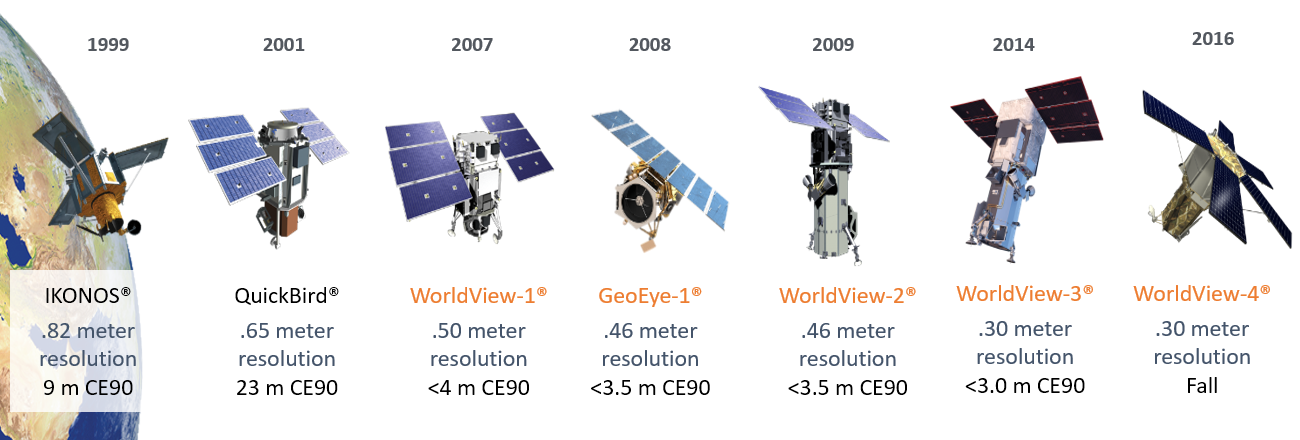 1999
IKONOS®
.82 meter
resolution
9 m CE90
2001
QuickBird®
.65 meter
resolution
23 m CE90
2007
WorldView-1®
.50 meter
resolution
<4 m CE90
2008
GeoEye-1®
.46 meter
resolution
<3.5 m CE90
2009
WorldView-2®
.46 meter
resolution
<3.5 m CE90
2014
WorldView-3®
.30 meter
resolution
<3.0 m CE90
2016
WorldView-4®
.30 meter
resolution
Fall